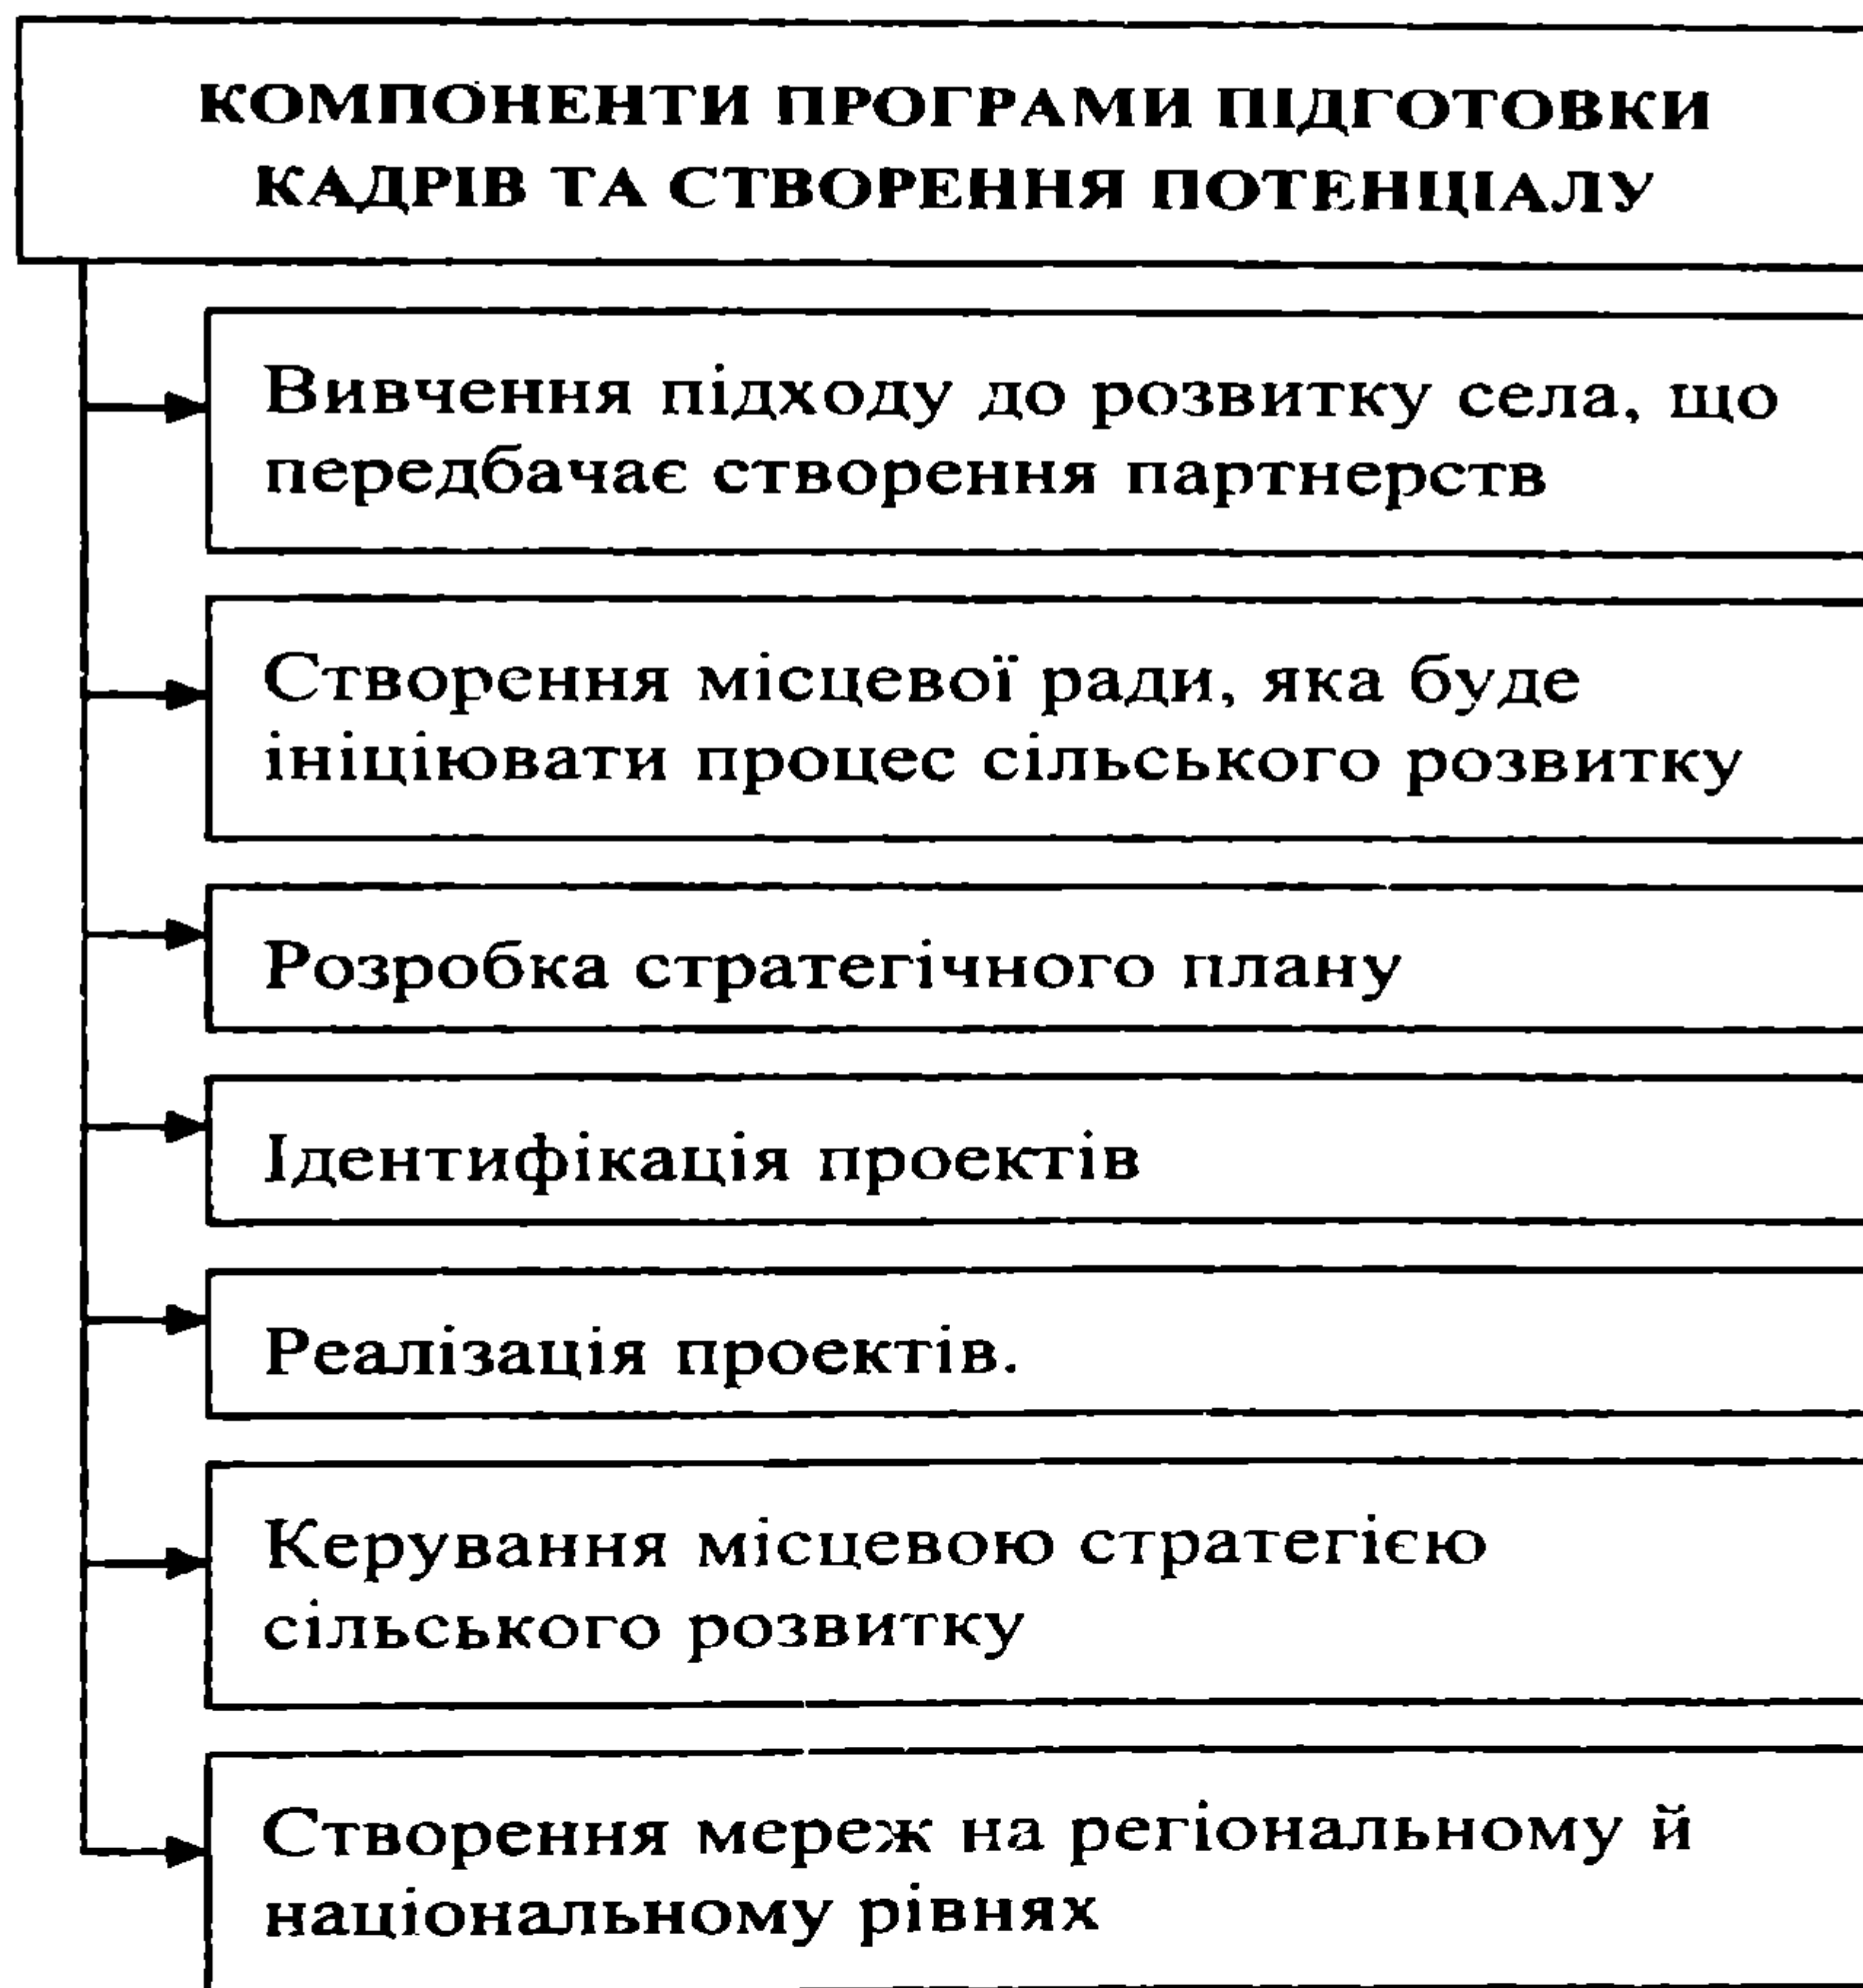 КОМПОНЕНТИ ПРОГРАМИ ПІДГОТОВКИ
КАДРІВ ТА СТВОРЕННЯ ПОТЕНЦІАЛУ
Вивчення підходу до розвитку села, що
передбачає створення партнерств
Створення місцевої ради, яка буде
ініціювати процес сільського розвитку
Розробка стратегічного плану
Ідентифікація проектів
Реалізація проектів.
Керування місцевою стратегією
сільського розвитку
Створення мереж на регіональному й
національному рівнях